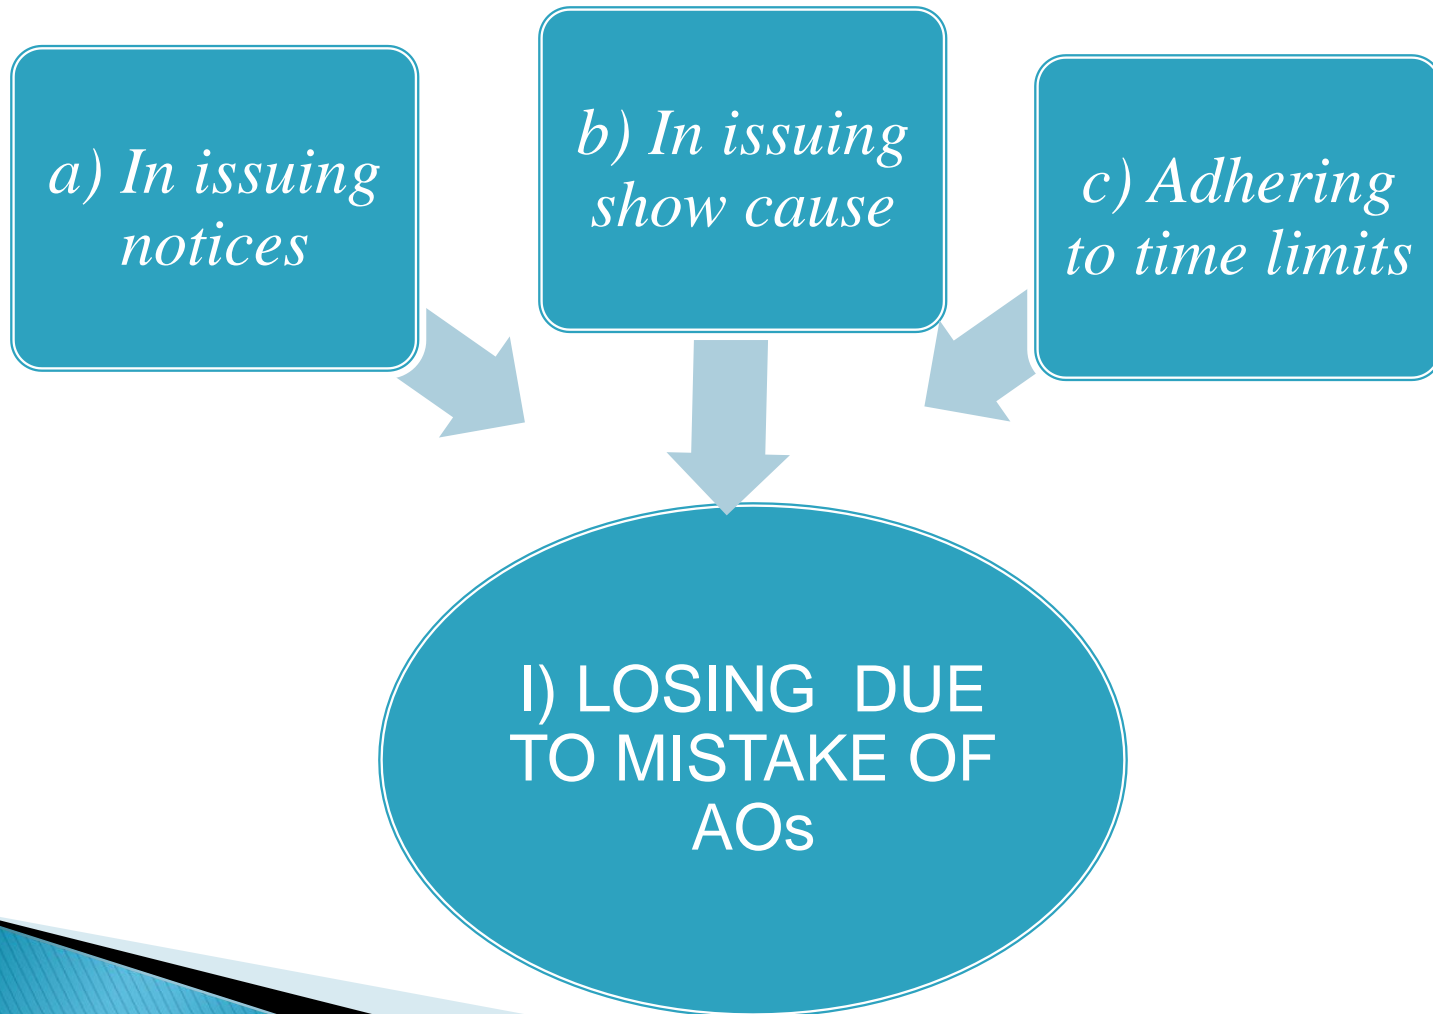 a) In issuing
notices
b) In issuing
show cause
c) Adhering
to time limits
I) LOSING  DUE
TO MISTAKE OF
AOs